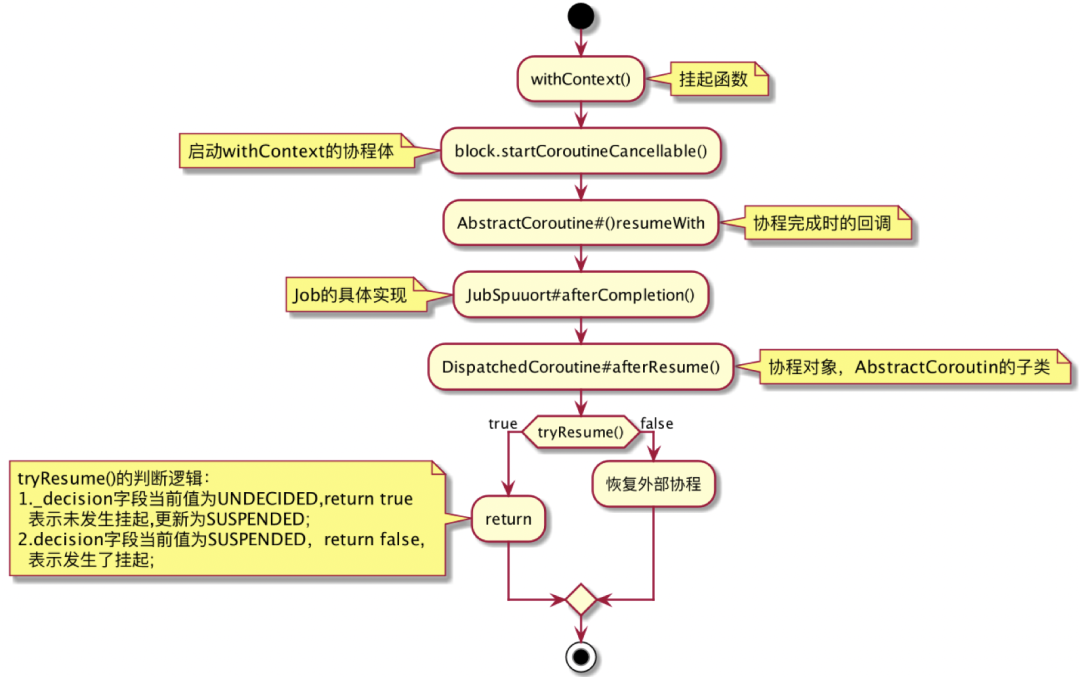 withContext()
挂起函数
启动withContext的协程体
block.startCoroutineCancellable()
AbstractCoroutine#()resumeWith
协程完成时的回调
Job的具体实现
JubSpuuort#afterCompletion()
DispatchedCoroutine#afterResume()
协程对象，AbstractCoroutin的子类
true
tryResume()
false
tryResume()的判断逻辑：
1._decision字段当前值为UNDECIDED,return true
表示未发生挂起,更新为SUSPENDED;
2.decision字段当前值为SUSPENDED，return false,
表示发生了挂起;
return
恢复外部协程